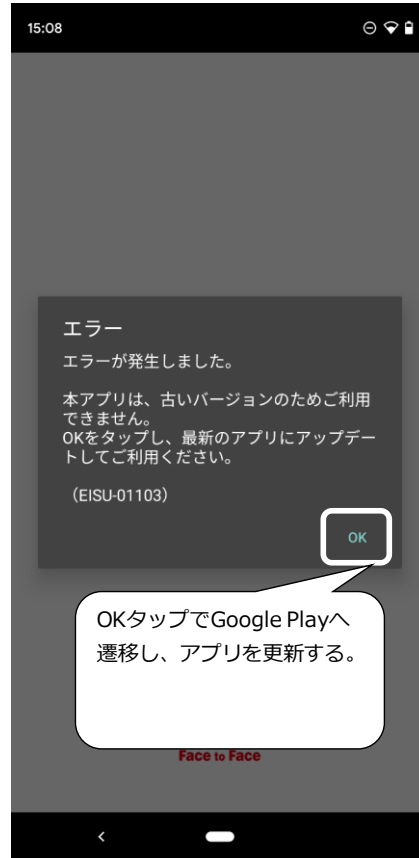 15:08
エラー
エラーが発生しました。
本アプリは、古いバージョンのためご利用
できません。
OKをタップし、最新のアプリにアップデー
トしてご利用ください。
（EISU-01103）
OK
OKタップでGoogle Playへ
遷移し、アプリを更新する。
Face to Face